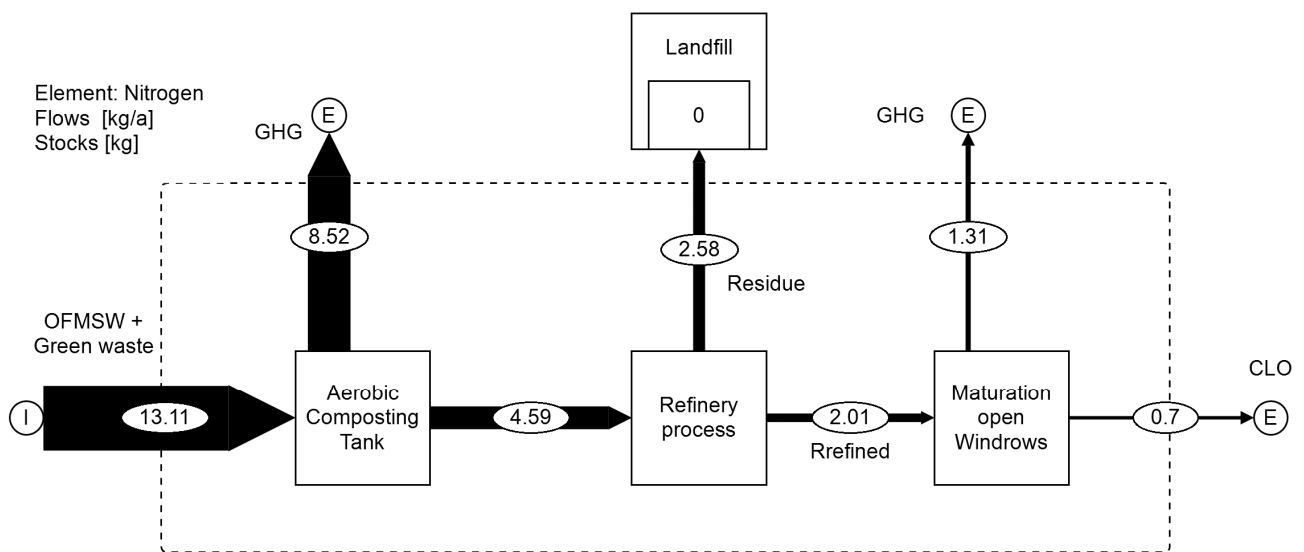 Landfill
0
Element: Nitrogen
Flows [kg/a]
Stocks [kg]
GHG
E
GHG
E
8.52
2.58
1.31
Residue
OFMSW +
Green waste
I
13.11
Aerobic
Composting
Tank
4.59
Refinery
process
2.01
Rrefined
Maturation
open
Windrows
0.7
CLO
E